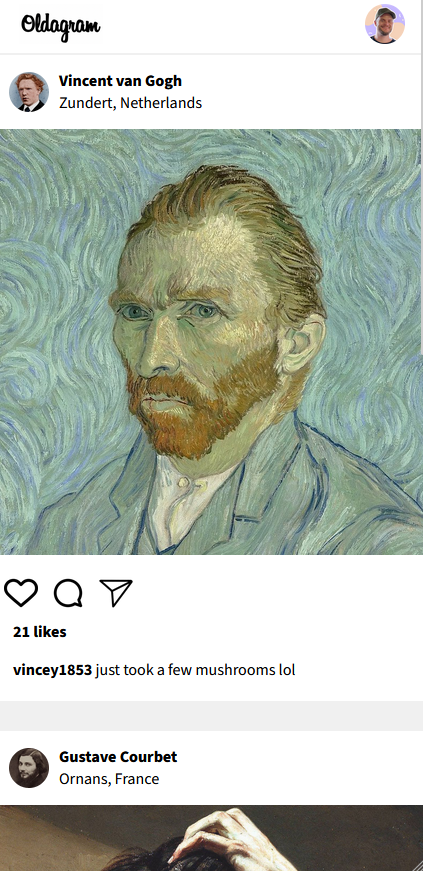 Oldagram
Vincent van Gogh
Zundert, Netherlands
21 likes
vincey1853 just took a few mushrooms lol
Gustave Courbet
Ornans, France